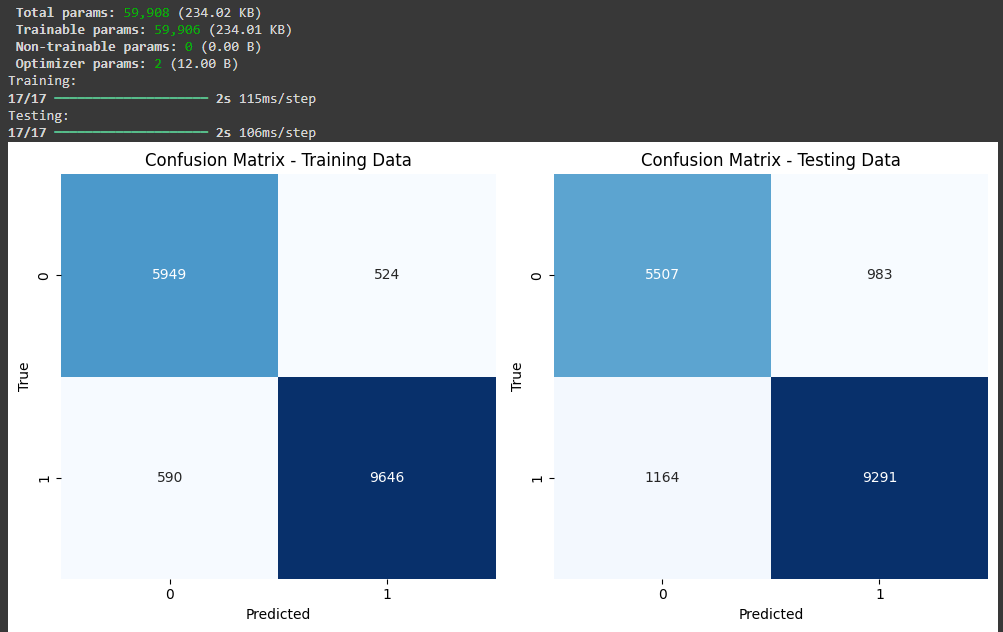 Total params: 59,908 (234.02 KB)
Trainable params: 59,906 (234.01 KB)
Non-trainable params: 0 (0.00 B)
Optimizer params: 2 (12.00 B)
Training:
17/17 ━━━━━━━━━━━━━━━━━━━━ 2s 115ms/step
Testing:
17/17 ━━━━━━━━━━━━━━━━━━━━ 2s 106ms/step
Confusion Matrix - Training Data
0
5949 524
True
1
590 9646
0 1
Predicted
Confusion Matrix - Testing Data
0
5507 983
True
1
1164 9291
0 1
Predicted